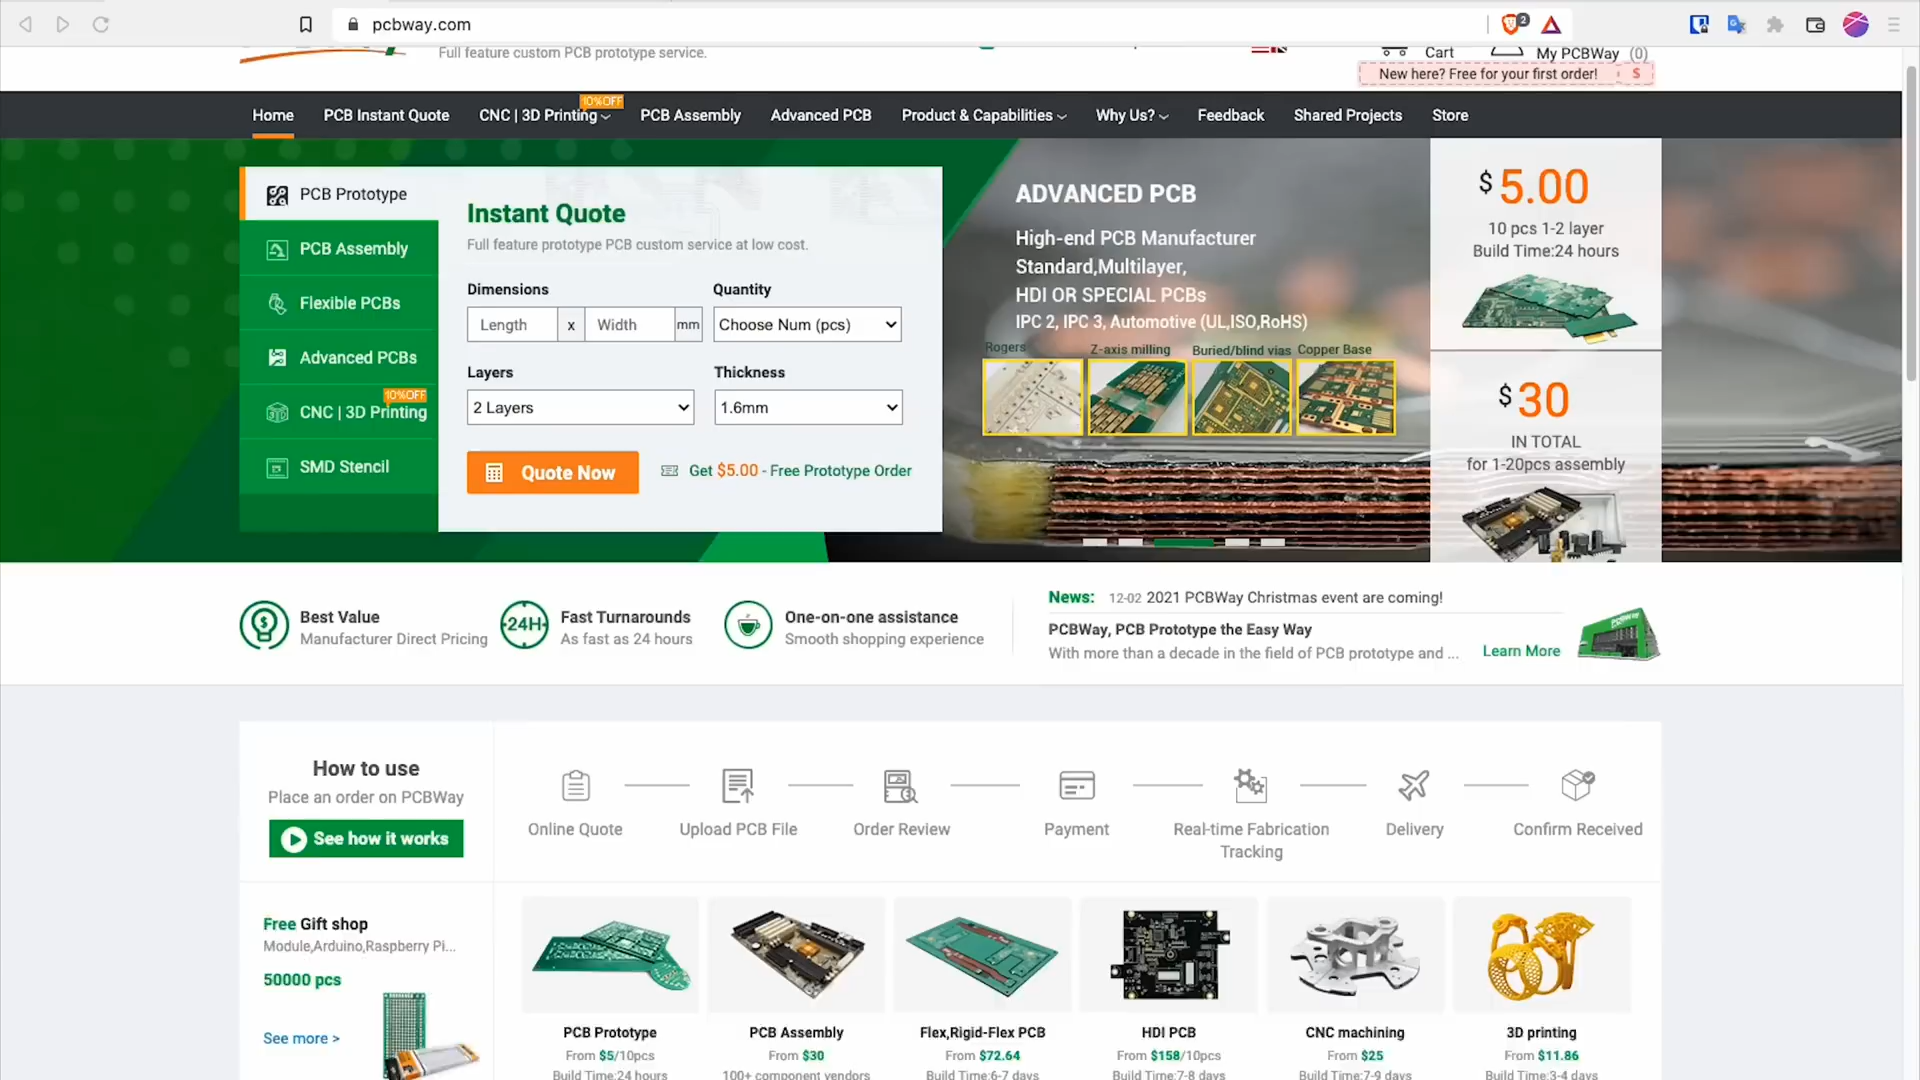 pcbway.com
2
Full feature custom PCB prototype service.
Cart
My PCBWay (0)
New here? Free for your first order! $
Home
PCB Instant Quote
10%OFF
CNC | 3D Printing
PCB Assembly
Advanced PCB
Product & Capabilities
Why Us?
Feedback
Shared Projects
Store
PCB Prototype
PCB Assembly
Flexible PCBs
Advanced PCBs
10%OFF
CNC | 3D Printing
SMD Stencil
Instant Quote
Full feature prototype PCB custom service at low cost.
Dimensions
Quantity
Length x Width mm
Choose Num (pcs)
Layers
Thickness
2 Layers
1.6mm
Quote Now
Get $5.00 - Free Prototype Order
ADVANCED PCB
High-end PCB Manufacturer
Standard,Multilayer,
HDI OR SPECIAL PCBs
IPC 2, IPC 3, Automotive (UL,ISO,RoHS)
Rogers
Z-axis milling
Buried/blind vias
Copper Base
$5.00
10 pcs 1-2 layer
Build Time:24 hours
$30
IN TOTAL
for 1-20pcs assembly
Best Value
Manufacturer Direct Pricing
24H
Fast Turnarounds
As fast as 24 hours
One-on-one assistance
Smooth shopping experience
News: 12-02 2021 PCBWay Christmas event are coming!
PCBWay, PCB Prototype the Easy Way
With more than a decade in the field of PCB prototype and ...
Learn More
How to use
Place an order on PCBWay
See how it works
Online Quote
Upload PCB File
Order Review
Payment
Real-time Fabrication
Tracking
Delivery
Confirm Received
Free Gift shop
Module,Arduino,Raspberry Pi...
50000 pcs
See more >
PCB Prototype
From $5/10pcs
Build Time:24 hours
PCB Assembly
From $30
100+ component vendors
Flex,Rigid-Flex PCB
From $72.64
Build Time:6-7 days
HDI PCB
From $158/10pcs
Build Time:7-8 days
CNC machining
From $25
Build Time:7-9 days
3D printing
From $11.86
Build Time:3-4 days